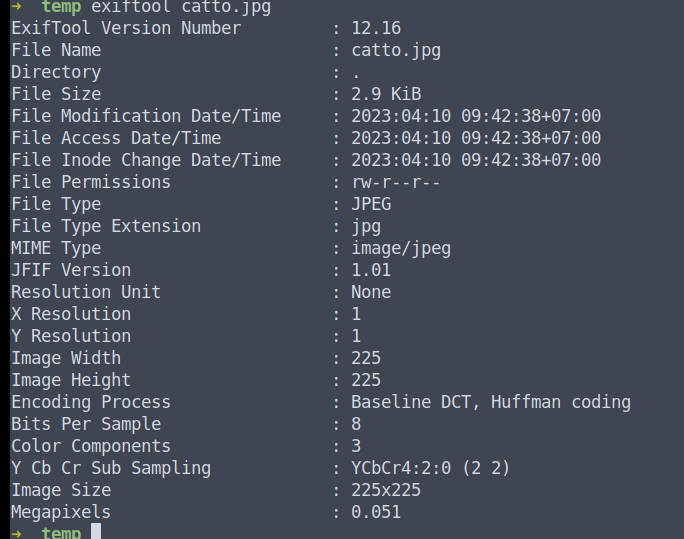 → temp exiftool catto.jpg
ExifTool Version Number : 12.16
File Name : catto.jpg
Directory : .
File Size : 2.9 KiB
File Modification Date/Time : 2023:04:10 09:42:38+07:00
File Access Date/Time : 2023:04:10 09:42:38+07:00
File Inode Change Date/Time : 2023:04:10 09:42:38+07:00
File Permissions : rw-r--r--
File Type : JPEG
File Type Extension : jpg
MIME Type : image/jpeg
JFIF Version : 1.01
Resolution Unit : None
X Resolution : 1
Y Resolution : 1
Image Width : 225
Image Height : 225
Encoding Process : Baseline DCT, Huffman coding
Bits Per Sample : 8
Color Components : 3
Y Cb Cr Sub Sampling : YCbCr4:2:0 (2 2)
Image Size : 225x225
Megapixels : 0.051
→ temp